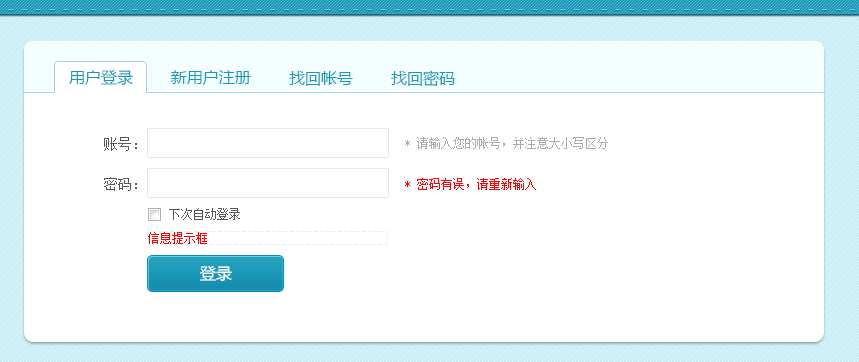 用户登录 新用户注册 找回帐号 找回密码
账号： * 请输入您的帐号，并注意大小写区分
密码： * 密码有误，请重新输入
下次自动登录
信息提示框
登录